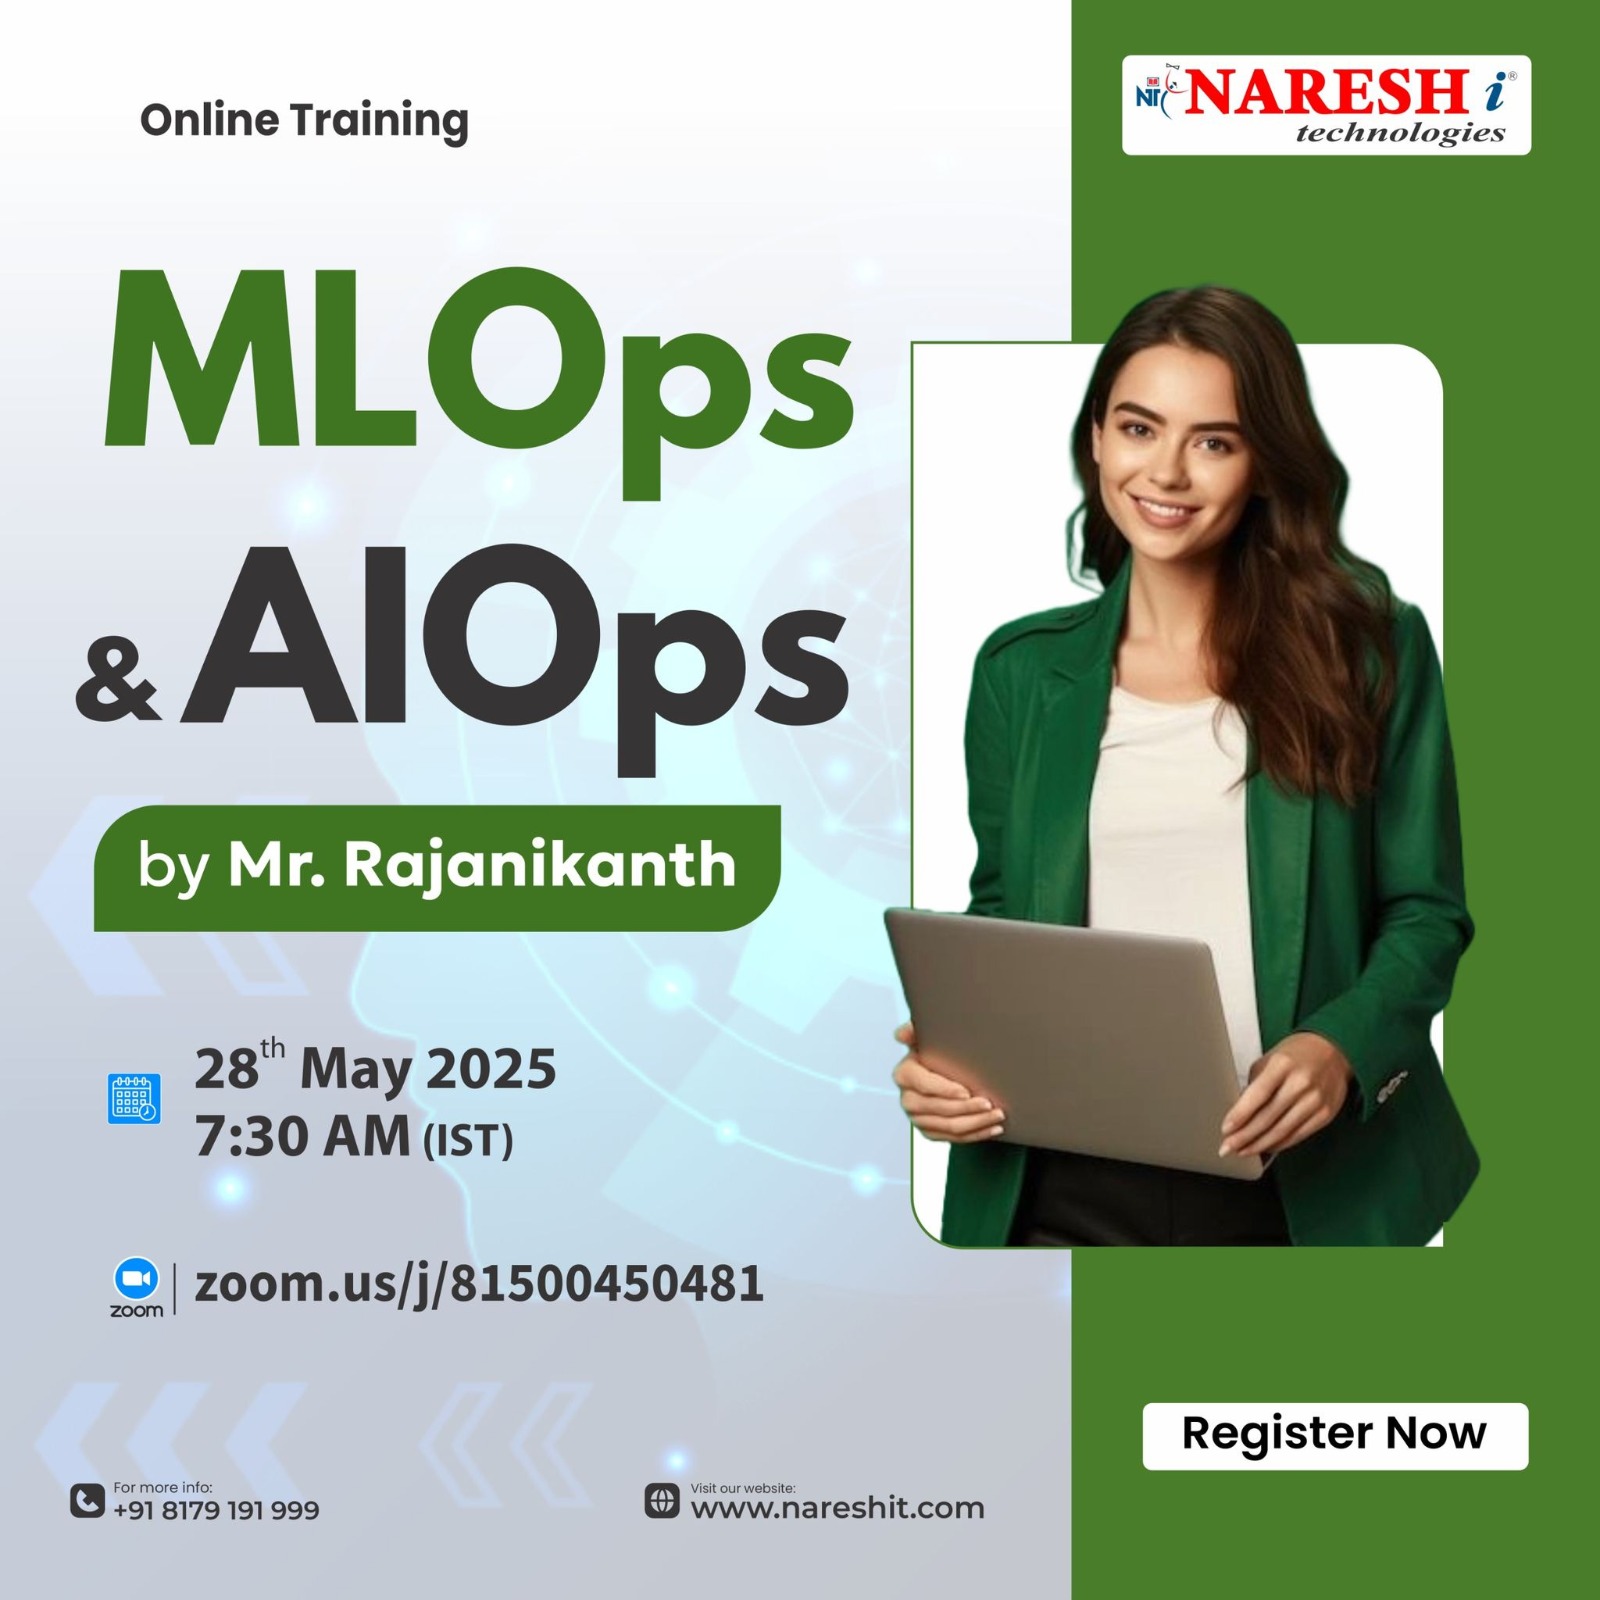 Online Training
NARESH i®
technologies
NT
MLOps
& AIOps
by Mr. Rajanikanth
28th May 2025
7:30 AM (IST)
zoom
zoom.us/j/81500450481
Register Now
For more info:
+91 8179 191 999
Visit our website:
www.nareshit.com